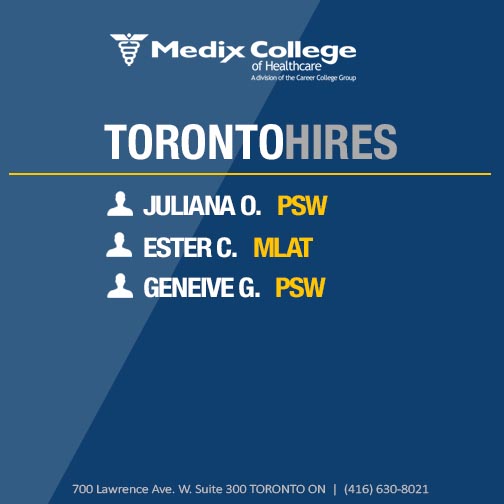 Medix College
of Healthcare
A division of the Career College Group
TORONTOHIRES
JULIANA O. PSW
ESTER C. MLAT
GENEIVE G. PSW
700 Lawrence Ave. W. Suite 300 TORONTO ON | (416) 630-8021